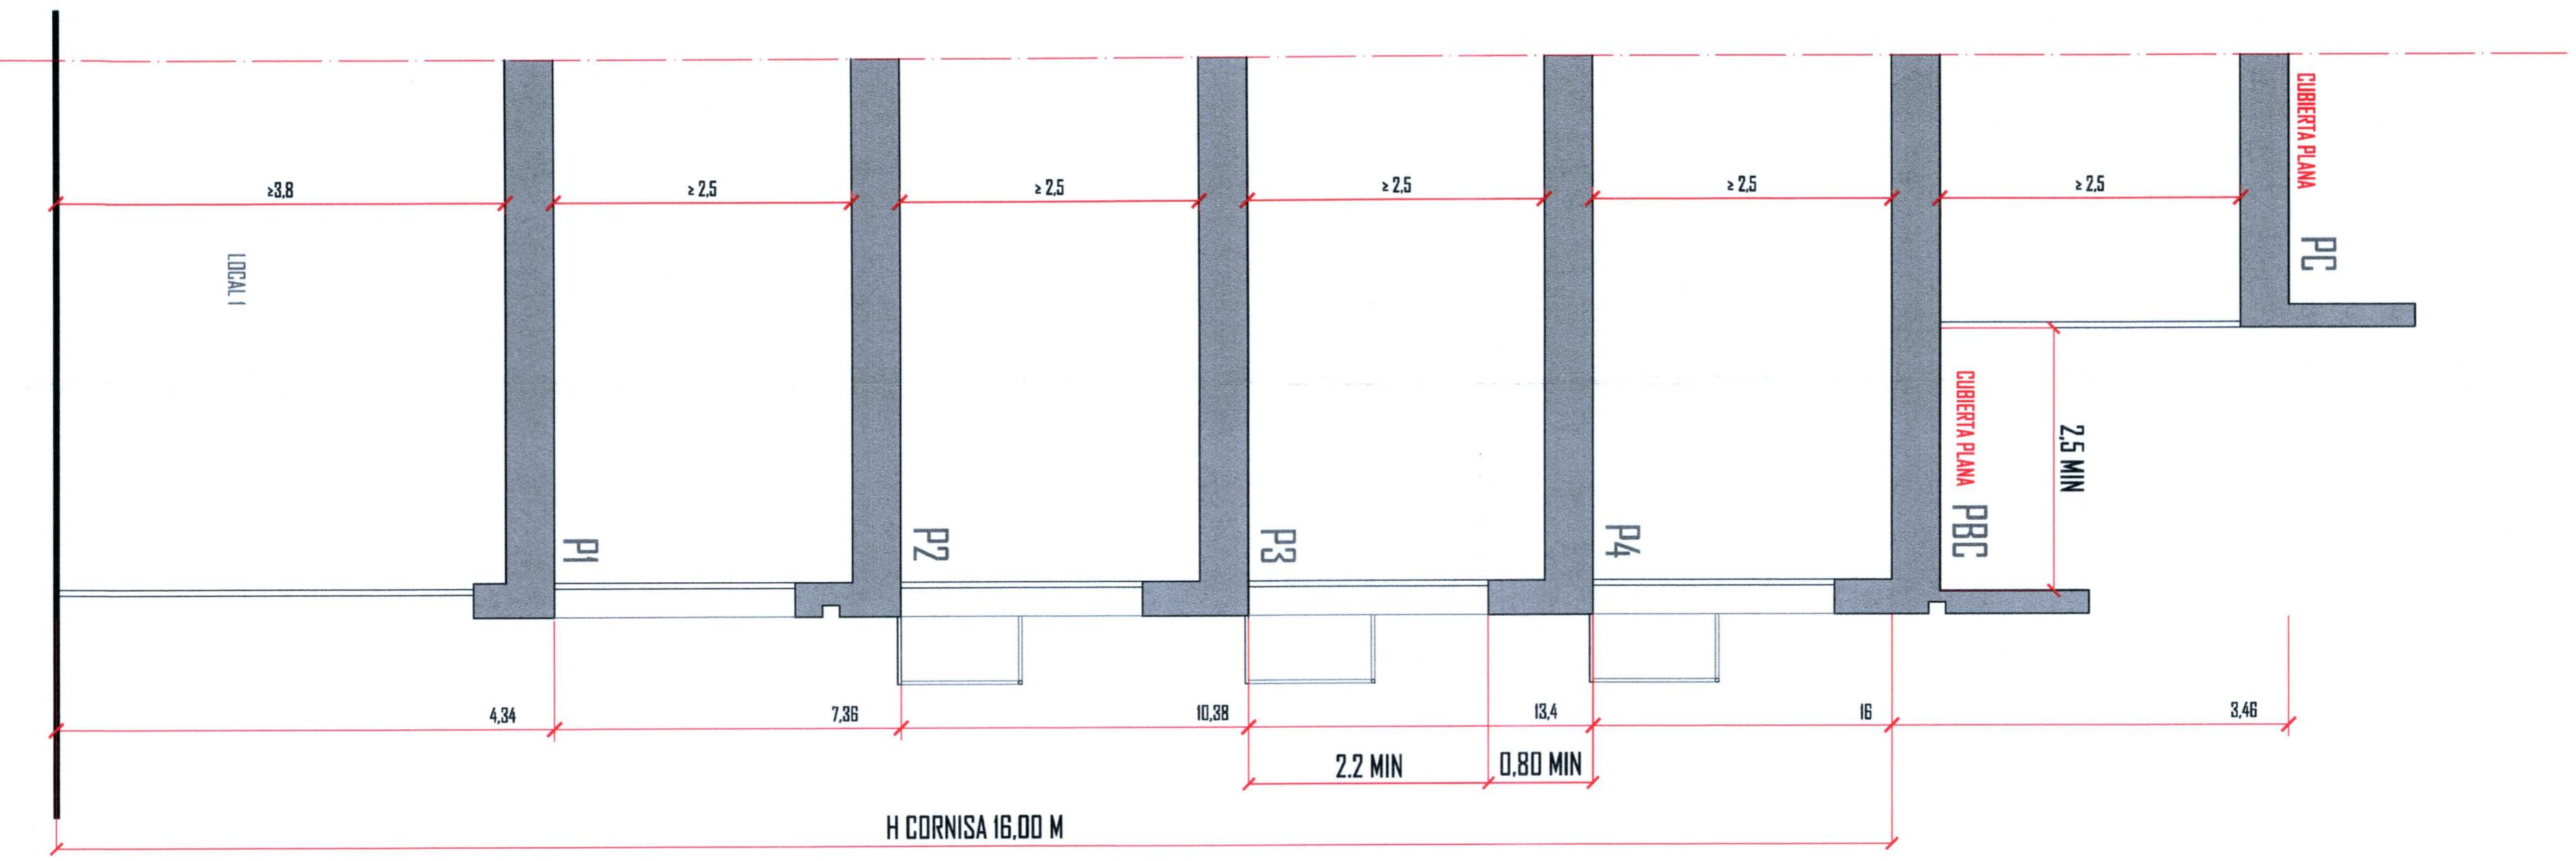 CUBIERTA PLANA
≥3,8
≥ 2,5
≥ 2,5
≥ 2,5
≥ 2,5
≥ 2,5
PC
LOCAL 1
CUBIERTA PLANA
2,5 MIN
P1
P2
P3
P4
PBC
4,34
7,36
10,38
13,4
16
3,46
2.2 MIN
0,80 MIN
H CORNISA 16,00 M